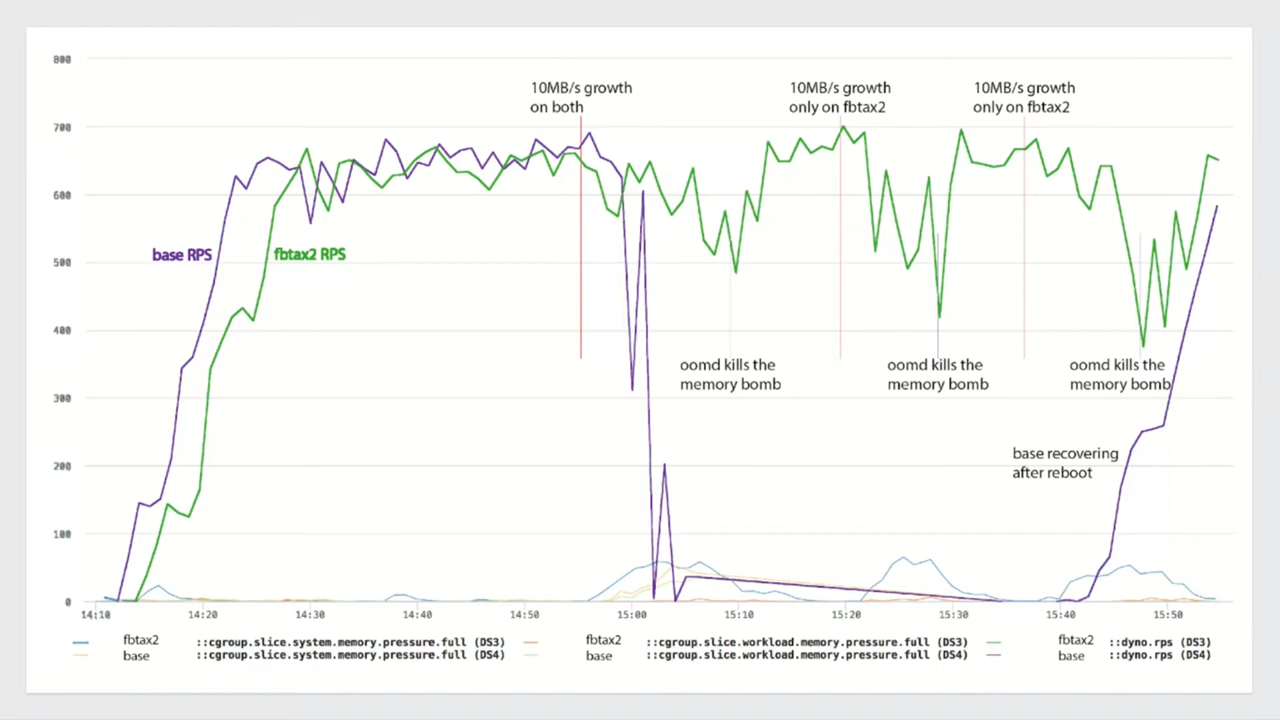 800
10MB/s growth
on both
10MB/s growth
only on fbtax2
10MB/s growth
only on fbtax2
700
600
base RPS
fbtax2 RPS
500
400
oomd kills the
memory bomb
oomd kills the
memory bomb
oomd kills the
memory bomb
300
base recovering
after reboot
200
100
0
14:10 14:20 14:30 14:40 14:50 15:00 15:10 15:20 15:30 15:40 15:50
fbtax2 ::cgroup.slice.system.memory.pressure.full (DS3)
base ::cgroup.slice.system.memory.pressure.full (DS4)
fbtax2 ::cgroup.slice.workload.memory.pressure.full (DS3)
base ::cgroup.slice.workload.memory.pressure.full (DS4)
fbtax2 ::dyno.rps (DS3)
base ::dyno.rps (DS4)